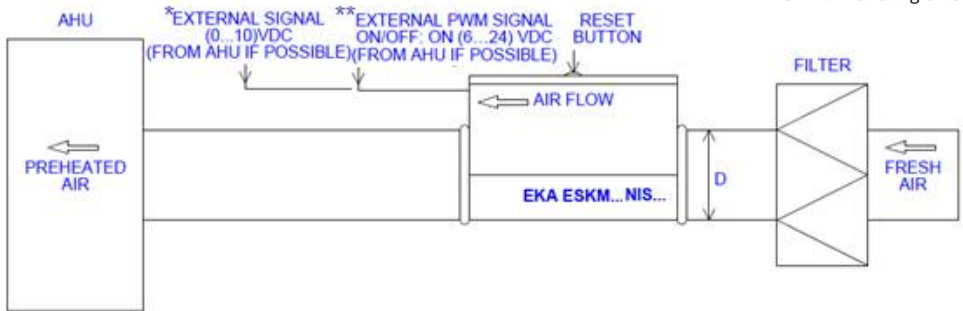 AHU
*EXTERNAL SIGNAL
(0...10)VDC
(FROM AHU IF POSSIBLE)
**EXTERNAL PWM SIGNAL
ON/OFF: ON (6...24) VDC
(FROM AHU IF POSSIBLE)
RESET
BUTTON
FILTER
AIR FLOW
PREHEATED
AIR
EKA ESKM... NIS...
D
FRESH
AIR